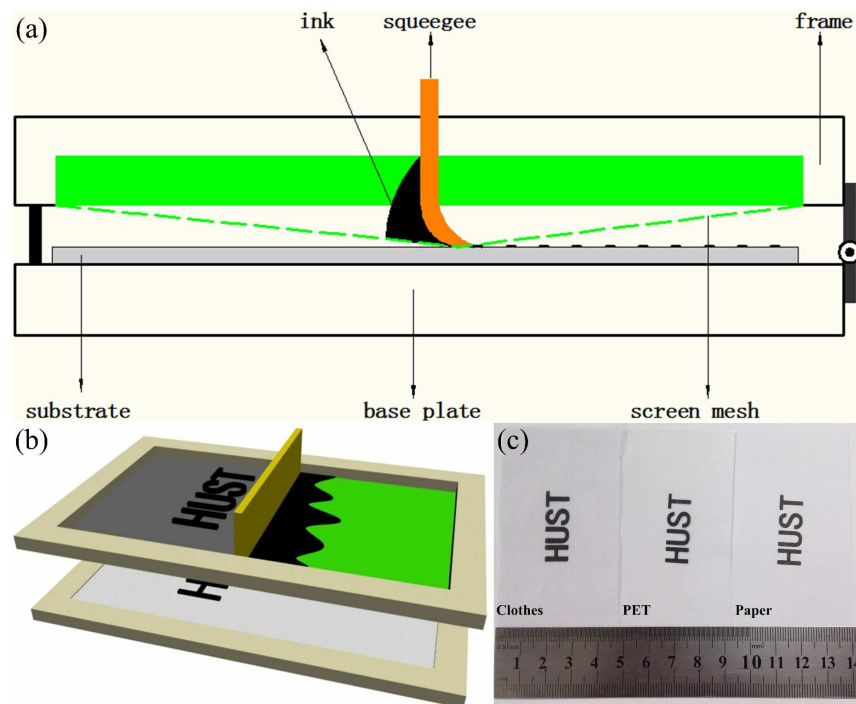 (a)
ink squeegee frame
substrate base plate screen mesh
(b)
HUST
H
(c)
HUST HUST HUST
Clothes PET Paper
1 2 3 4 5 6 7 8 9 10 11 12 13 14